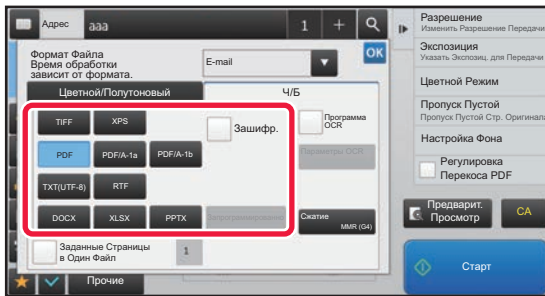 Адрес
aaa
1
+
Формат Файла
Время обработки
зависит от формата.
E-mail
OK
Цветной/Полутоновый
Ч/Б
TIFF
XPS
Зашифр.
Программа
OCR
PDF
PDF/A-1a
PDF/A-1b
Параметры OCR
TXT(UTF-8)
RTF
DOCX
XLSX
PPTX
Сжатие
MMR (G4)
Заданные Страницы
в Один Файл
1
Прочие
Разрешение
Изменить Разрешение Передачи
Экспозиция
Указать Экспозиц. для Передачи
Цветной Режим
Пропуск Пустой
Пропуск Пустой Стр. Оригинала
Настройка Фона
Регулировка
Перекоса PDF
Предварит.
Просмотр
CA
Старт